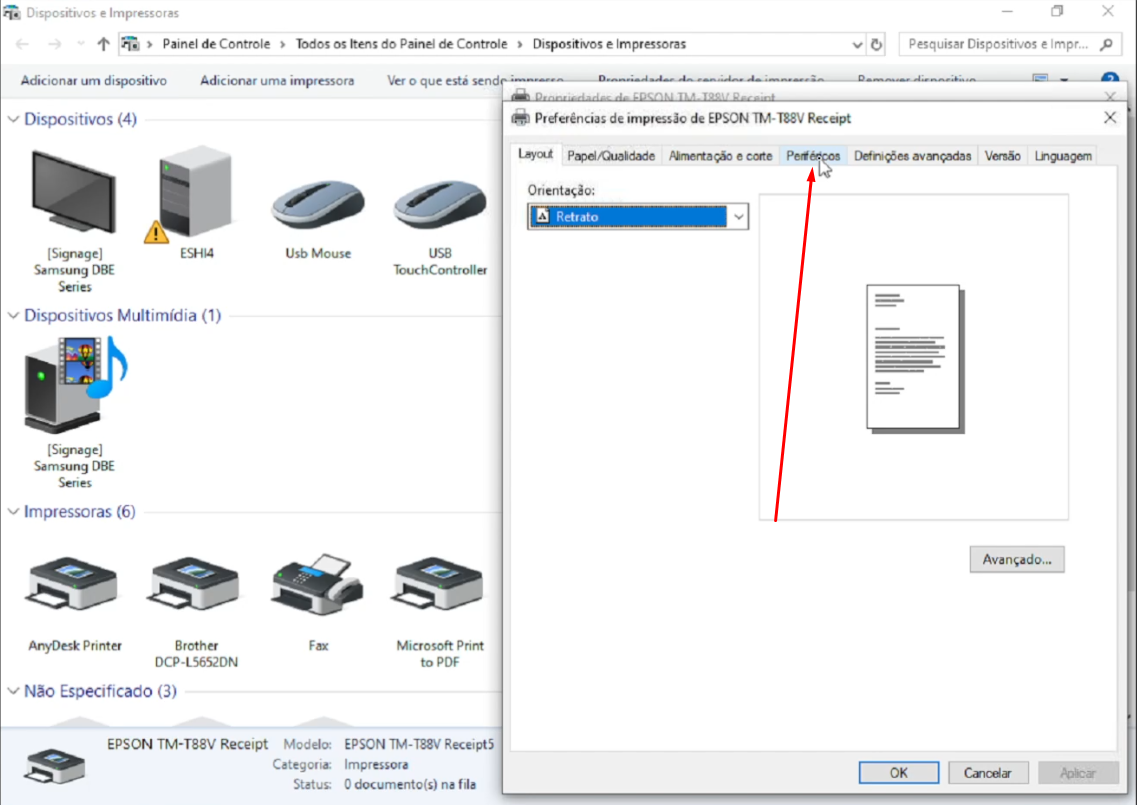 Dispositivos e Impressoras
Painel de Controle > Todos os Itens do Painel de Controle > Dispositivos e Impressoras
Pesquisar Dispositivos e Impr...
Adicionar um dispositivo
Adicionar uma impressora
Ver o que está sendo impresso
Propriedades do servidor de impressão
Remover dispositivo
Dispositivos (4)
[Signage]
Samsung DBE
Series
ESHI4
Usb Mouse
USB
TouchController
Dispositivos Multimídia (1)
[Signage]
Samsung DBE
Series
Impressoras (6)
AnyDesk Printer
Brother
DCP-L5652DN
Fax
Microsoft Print
to PDF
Não Especificado (3)
EPSON TM-T88V Receipt
Modelo: EPSON TM-T88V Receipt5
Categoria: Impressora
Status: 0 documento(s) na fila
Propriedades de EPSON TM-T88V Receipt
Preferências de impressão de EPSON TM-T88V Receipt
Layout
Papel/Qualidade
Alimentação e corte
Periféricos
Definições avançadas
Versão
Linguagem
Orientação:
A Retrato
Avançado...
OK
Cancelar
Aplicar